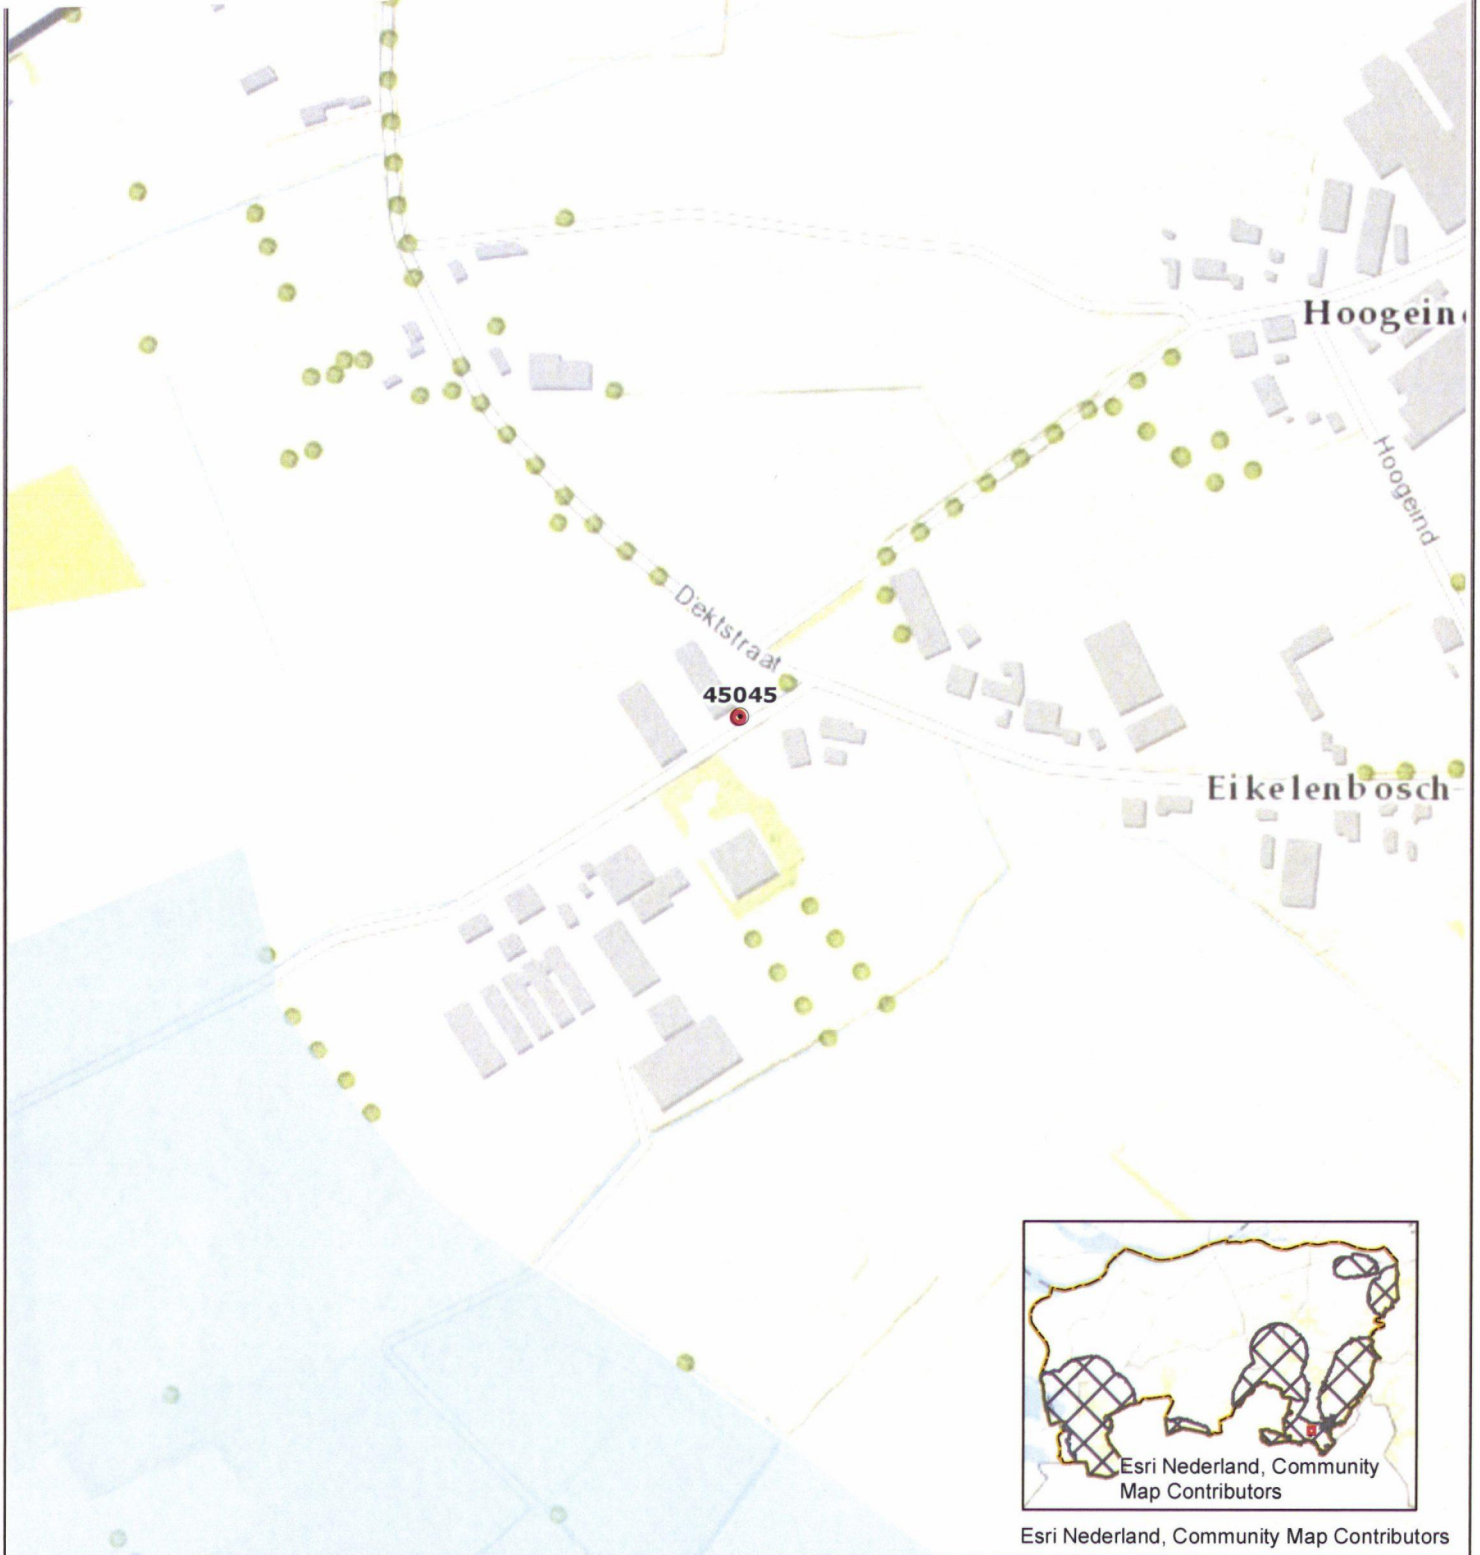 Hoogein
Hoogeind
Dektstraat
45045
Eikelenbosch
Esri Nederland, Community
Map Contributors
Esri Nederland, Community Map Contributors